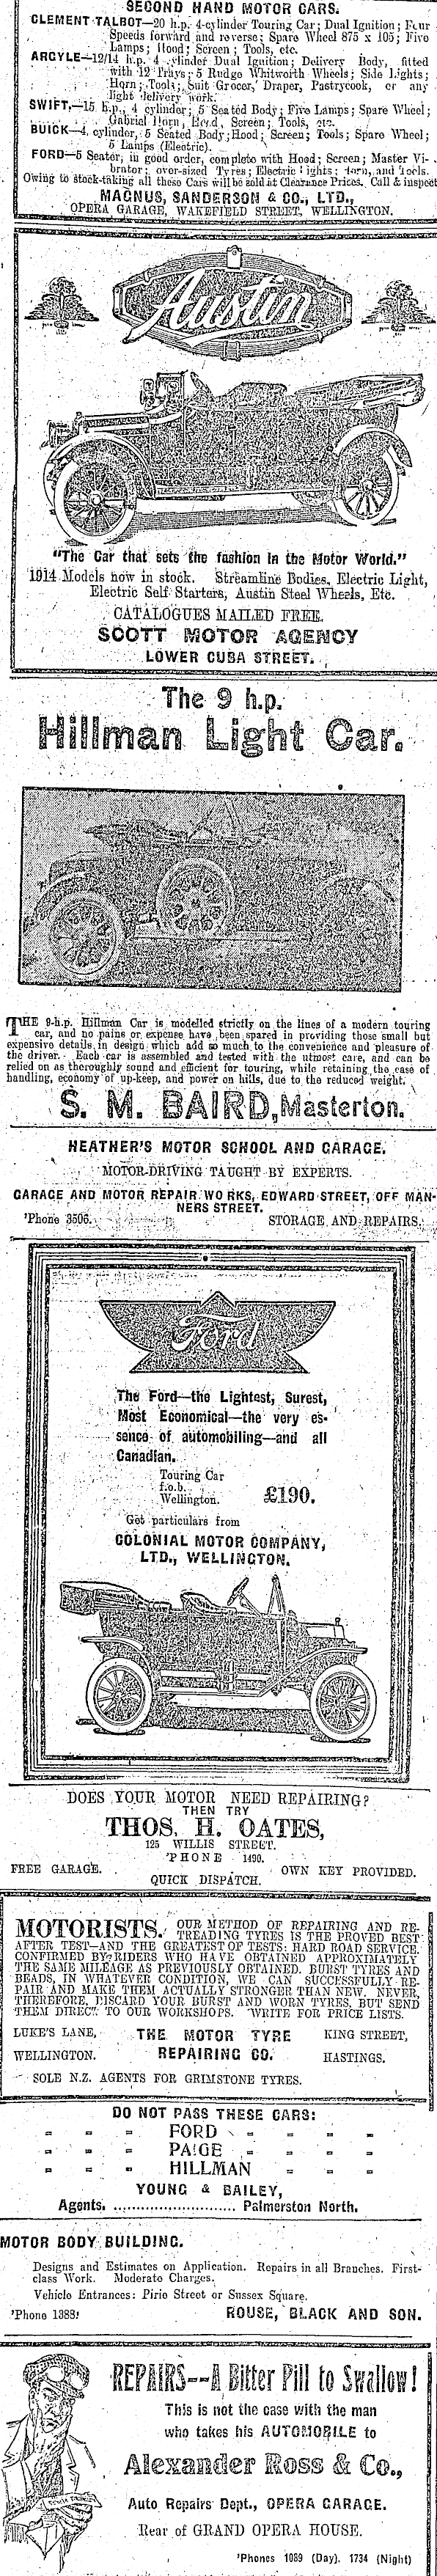 SECOND HAND MOTOR CARS.
CLEMENT TALBOT—20 h.p. 4-cylinder Touring Car; Dual Ignition; Four
Speeds forward and reverse; Spare Wheel 875 x 105; Five
Lamps; Hood; Screen; Tools, etc.
ARGYLE—12/14 h.p. 4 cylinder Dual Ignition; Delivery Body, fitted
with 12 Trays; 5 Rudge Whitworth Wheels; Side Lights;
Horn; Tools; Suit Grocer, Draper, Pastrycook, or any
light delivery work.
SWIFT,—15 h.p., 4 cylinder; 5 Seated Body; Five Lamps; Spare Wheel;
Gabriel Horn, Hood, Screen; Tools, etc.
BUICK—4 cylinder, 5 Seated Body; Hood; Screen; Tools; Spare Wheel;
5 Lamps (Electric).
FORD—5 Seater, in good order, complete with Hood; Screen; Master Vi-
brator; over-sized Tyres; Electric Lights; Horn, and Tools.
Owing to stock-taking all these Cars will be sold at Clearance Prices. Call & inspect
MAGNUS, SANDERSON & CO., LTD.,
OPERA GARAGE, WAKEFIELD STREET, WELLINGTON.
Austin
"The Car that sets the fashion in the Motor World."
1914 Models now in stock. Streamline Bodies, Electric Light,
Electric Self Starters, Austin Steel Wheels, Etc.
CATALOGUES MAILED FREE.
SCOTT MOTOR AGENCY
LOWER CUBA STREET.
The 9 h.p.
Hillman Light Car.
THE 9-h.p. Hillman Car is modelled strictly on the lines of a modern touring
car, and no pains or expense have been spared in providing those small but
expensive details in design which add so much to the convenience and pleasure of
the driver. Each car is assembled and tested with the utmost care, and can be
relied on as thoroughly sound and efficient for touring, while retaining the ease of
handling, economy of up-keep, and power on hills, due to the reduced weight.
S. M. BAIRD, Masterton.
HEATHER'S MOTOR SCHOOL AND GARAGE.
MOTOR-DRIVING TAUGHT BY EXPERTS.
GARAGE AND MOTOR REPAIR WORKS, EDWARD STREET, OFF MAN-
NERS STREET.
'Phone 3506. STORAGE AND REPAIRS.
Ford
The Ford—the Lightest, Surest,
Most Economical—the very es-
sence of automobiling—and all
Canadian.
Touring Car
f.o.b.
Wellington. £190.
Get particulars from
COLONIAL MOTOR COMPANY,
LTD., WELLINGTON.
DOES YOUR MOTOR NEED REPAIRING?
THEN TRY
THOS. H. OATES,
125 WILLIS STREET.
'PHONE 1490.
FREE GARAGE. OWN KEY PROVIDED.
QUICK DISPATCH.
MOTORISTS. OUR METHOD OF REPAIRING AND RE-
TREADING TYRES IS THE PROVED BEST
AFTER TEST—AND THE GREATEST OF TESTS: HARD ROAD SERVICE.
CONFIRMED BY RIDERS WHO HAVE OBTAINED APPROXIMATELY
THE SAME MILEAGE AS PREVIOUSLY OBTAINED. BURST TYRES AND
BEADS, IN WHATEVER CONDITION, WE CAN SUCCESSFULLY RE-
PAIR AND MAKE THEM ACTUALLY STRONGER THAN NEW. NEVER,
THEREFORE, DISCARD YOUR BURST AND WORN TYRES, BUT SEND
THEM DIRECT TO OUR WORKSHOPS. WRITE FOR PRICE LISTS.
LUKE'S LANE, THE MOTOR TYRE KING STREET,
WELLINGTON. REPAIRING CO. HASTINGS.
SOLE N.Z. AGENTS FOR GRIMSTONE TYRES.
DO NOT PASS THESE CARS:
- - - FORD - - - -
- - - PAIGE - - - -
- - - HILLMAN - - -
YOUNG & BAILEY,
Agents. .......................... Palmerston North.
MOTOR BODY BUILDING.
Designs and Estimates on Application. Repairs in all Branches. First-
class Work. Moderate Charges.
Vehicle Entrances: Pirie Street or Sussex Square.
'Phone 1383. ROUSE, BLACK AND SON.
REPAIRS--A Bitter Pill to Swallow!
This is not the case with the man
who takes his AUTOMOBILE to
Alexander Ross & Co.,
Auto Repairs Dept., OPERA GARAGE.
Rear of GRAND OPERA HOUSE.
'Phones 1089 (Day). 1734 (Night)